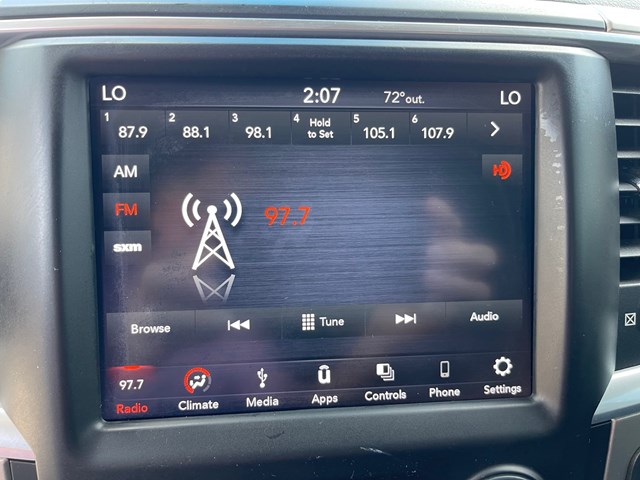 LO 2:07 72°out. LO
1 87.9 2 88.1 3 98.1 4 Hold to Set 5 105.1 6 107.9
AM
HD
FM
97.7
sxm
Browse Tune Audio
97.7
Radio Climate Media Apps Controls Phone Settings